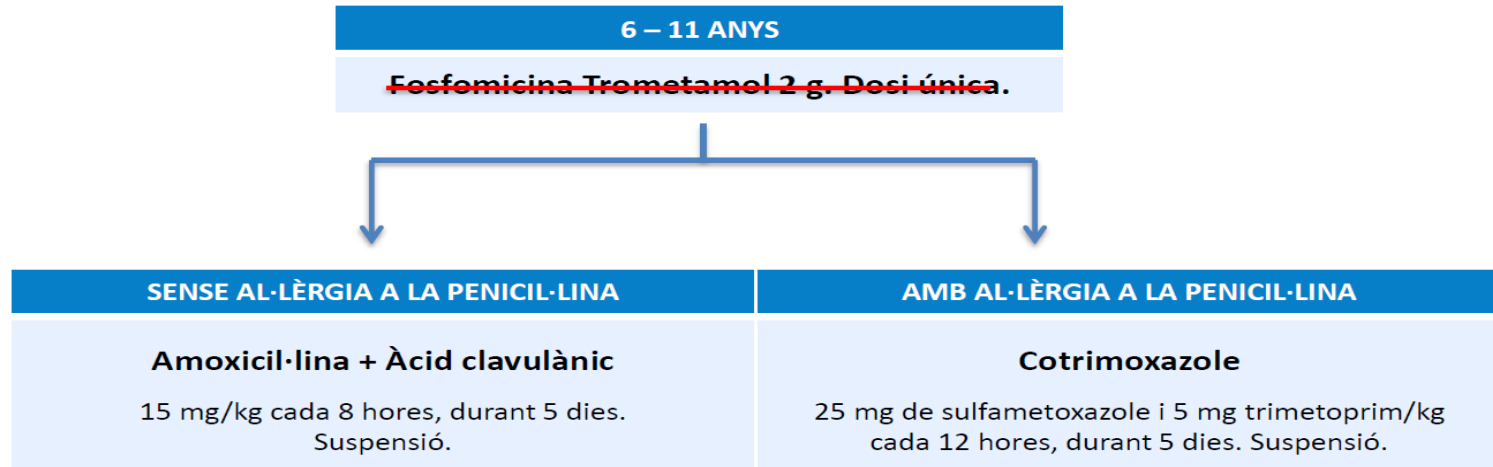 6 – 11 ANYS
Fosfomicina Trometamol 2 g. Dosi única.
SENSE AL·LÈRGIA A LA PENICIL·LINA
AMB AL·LÈRGIA A LA PENICIL·LINA
Amoxicil·lina + Àcid clavulànic
15 mg/kg cada 8 hores, durant 5 dies.
Suspensió.
Cotrimoxazole
25 mg de sulfametoxazole i 5 mg trimetoprim/kg
cada 12 hores, durant 5 dies. Suspensió.